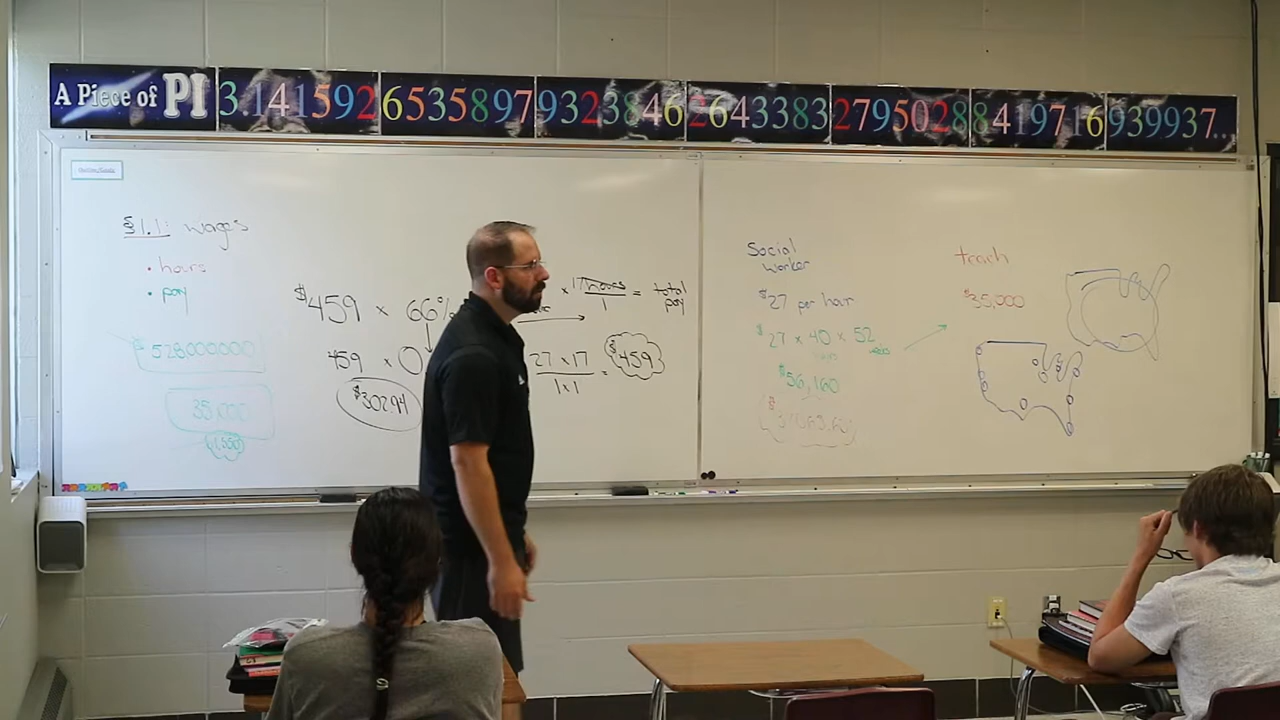 A Piece of PI 3.141592653589793238462643383279502884197169399 37...
§1.1: wages
• hours
• pay
$528000000
35,000
$459 × 66%
459 × 0
$302.94
× 17 hours / 1 = total pay
27 × 17 / 1 × 1 = $459
Social
Worker
$27 per hour
$27 × 40 × 52
$56,160
teach
$35,000